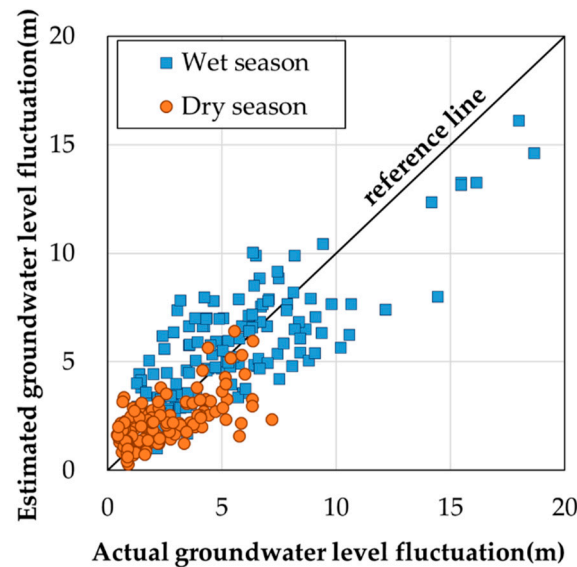 Estimated groundwater level fluctuation(m)
20
15
10
5
0
Wet season
Dry season
reference line
0 5 10 15 20
Actual groundwater level fluctuation(m)